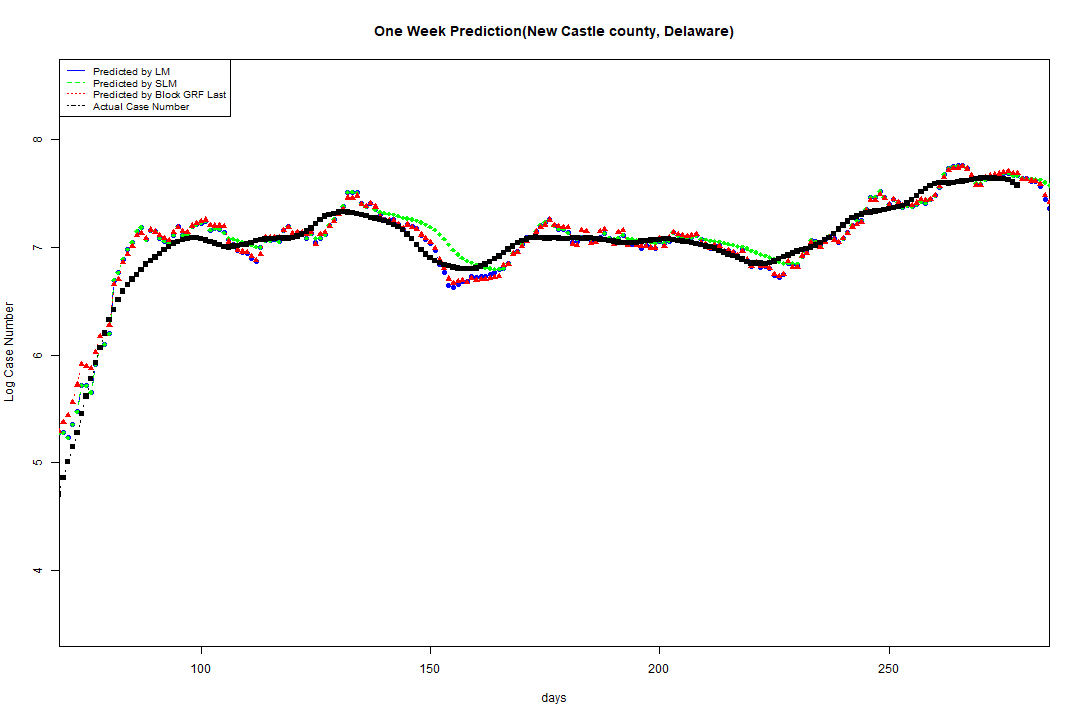 One Week Prediction(New Castle county, Delaware)
Predicted by LM
Predicted by SLM
Predicted by Block GRF Last
Actual Case Number
8
7
6
5
4
Log Case Number
100 150 200 250
days